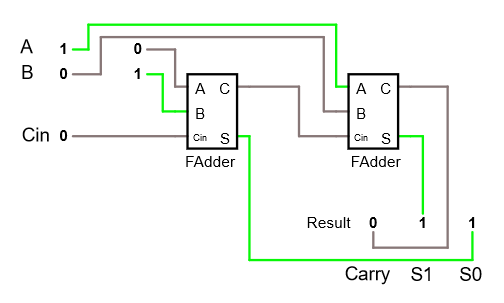 A 1 0
B 0 1
A C
B
Cin S
FAdder
A C
B
Cin S
FAdder
Cin 0
Result 0 1 1
Carry S1 S0